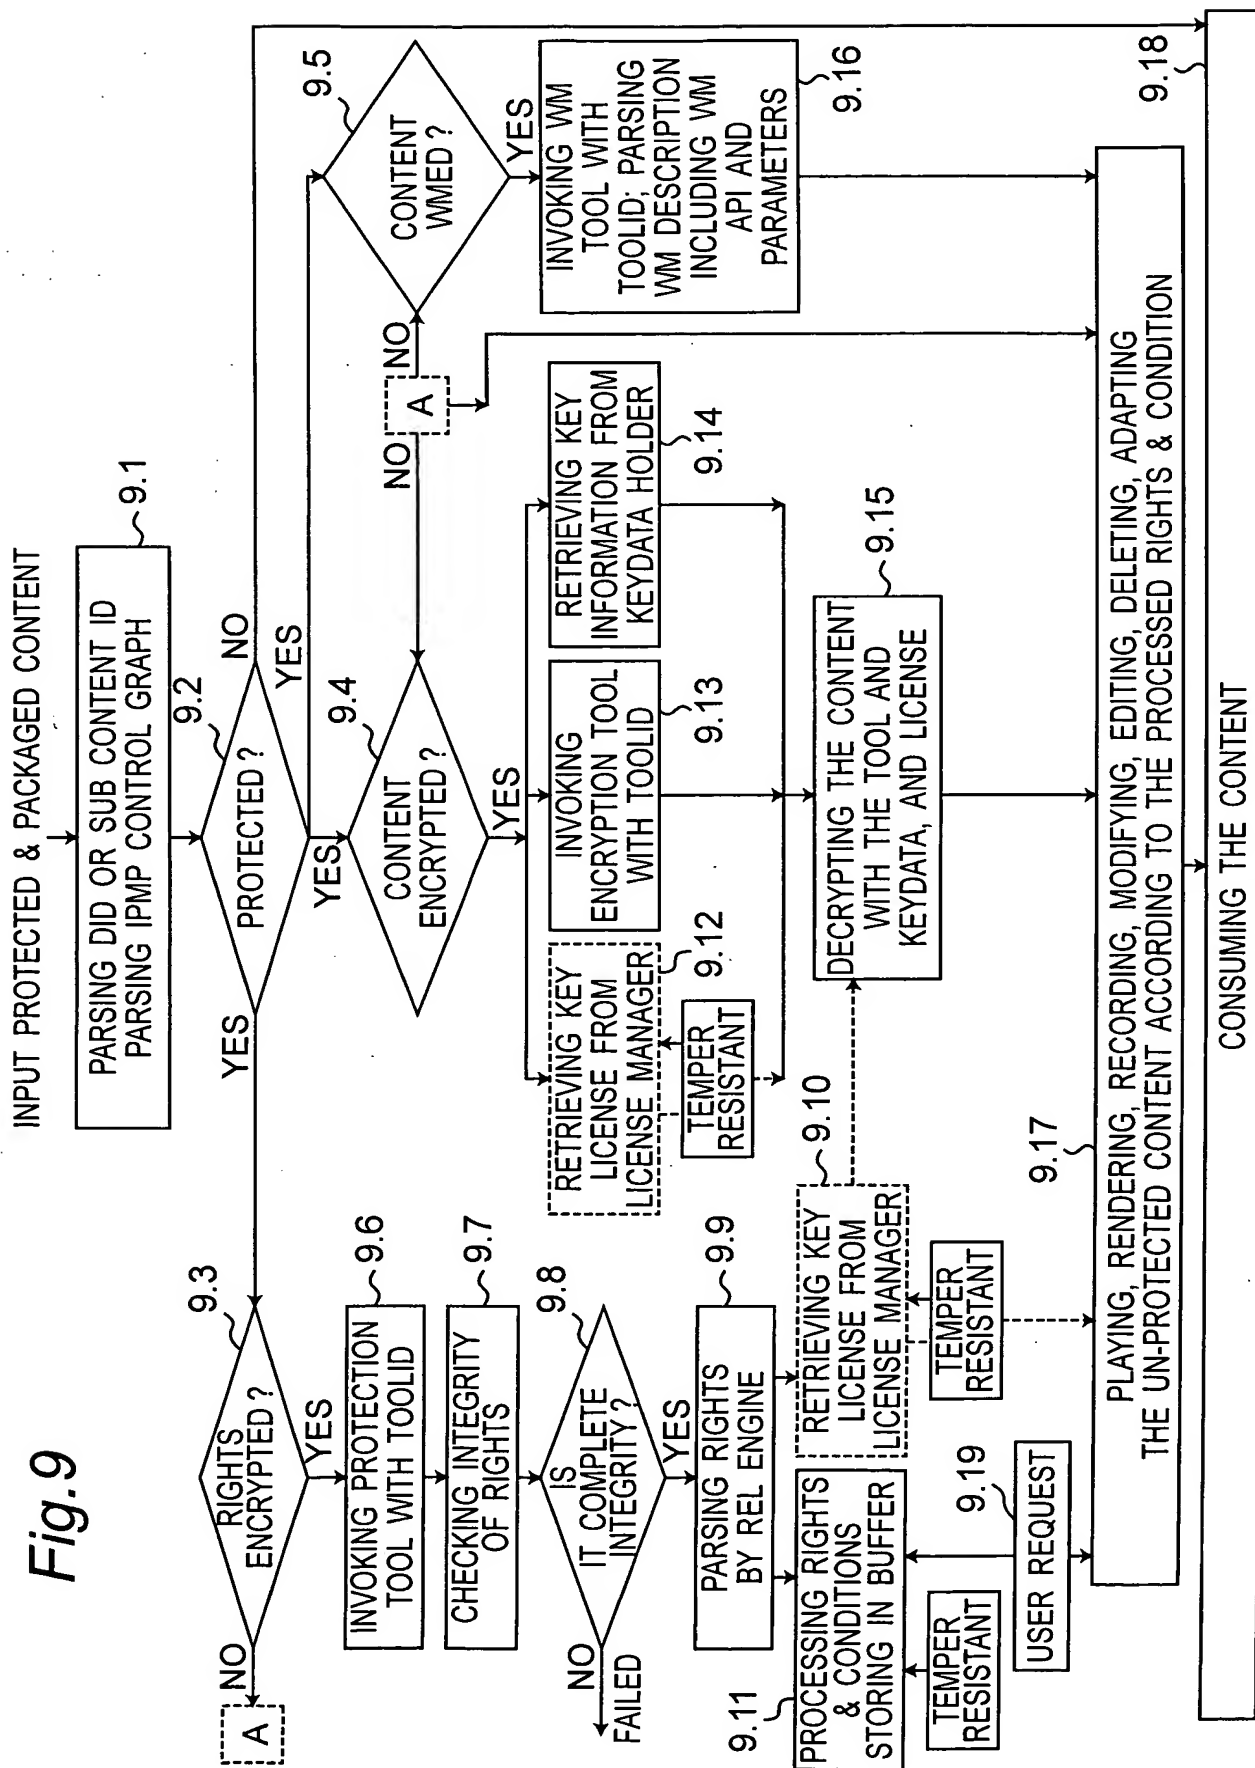 Fig.9
INPUT PROTECTED & PACKAGED CONTENT
PARSING DID OR SUB CONTENT ID
PARSING IPMP CONTROL GRAPH
9.1
PROTECTED?
9.2
NO
YES
YES
YES
RIGHTS
ENCRYPTED?
9.3
NO
A
YES
CONTENT
ENCRYPTED?
9.4
NO
A
NO
YES
CONTENT
WMED?
9.5
YES
INVOKING PROTECTION
TOOL WITH TOOLID
9.6
CHECKING INTEGRITY
OF RIGHTS
9.7
IS
IT COMPLETE
INTEGRITY?
9.8
NO
FAILED
YES
PARSING RIGHTS
BY REL ENGINE
9.9
RETRIEVING KEY
LICENSE FROM
LICENSE MANAGER
9.10
TEMPER
RESISTANT
PROCESSING RIGHTS
& CONDITIONS
STORING IN BUFFER
9.11
TEMPER
RESISTANT
USER REQUEST
9.19
RETRIEVING KEY
LICENSE FROM
LICENSE MANAGER
9.12
TEMPER
RESISTANT
INVOKING
ENCRYPTION TOOL
WITH TOOLID
9.13
RETRIEVING KEY
INFORMATION FROM
KEYDATA HOLDER
9.14
DECRYPTING THE CONTENT
WITH THE TOOL AND
KEYDATA, AND LICENSE
9.15
INVOKING WM
TOOL WITH
TOOLID; PARSING
WM DESCRIPTION
INCLUDING WM
API AND
PARAMETERS
9.16
9.17
PLAYING, RENDERING, RECORDING, MODIFYING, EDITING, DELETING, ADAPTING
THE UN-PROTECTED CONTENT ACCORDING TO THE PROCESSED RIGHTS & CONDITION
9.18
CONSUMING THE CONTENT